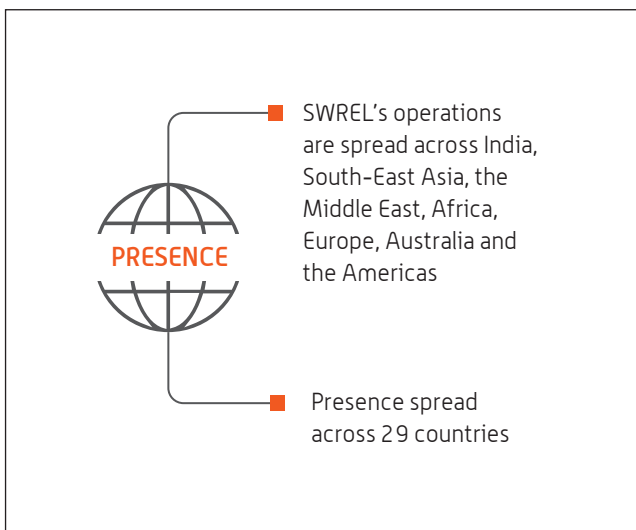 SWREL's operations
are spread across India,
South-East Asia, the
Middle East, Africa,
Europe, Australia and
the Americas
PRESENCE
Presence spread
across 29 countries